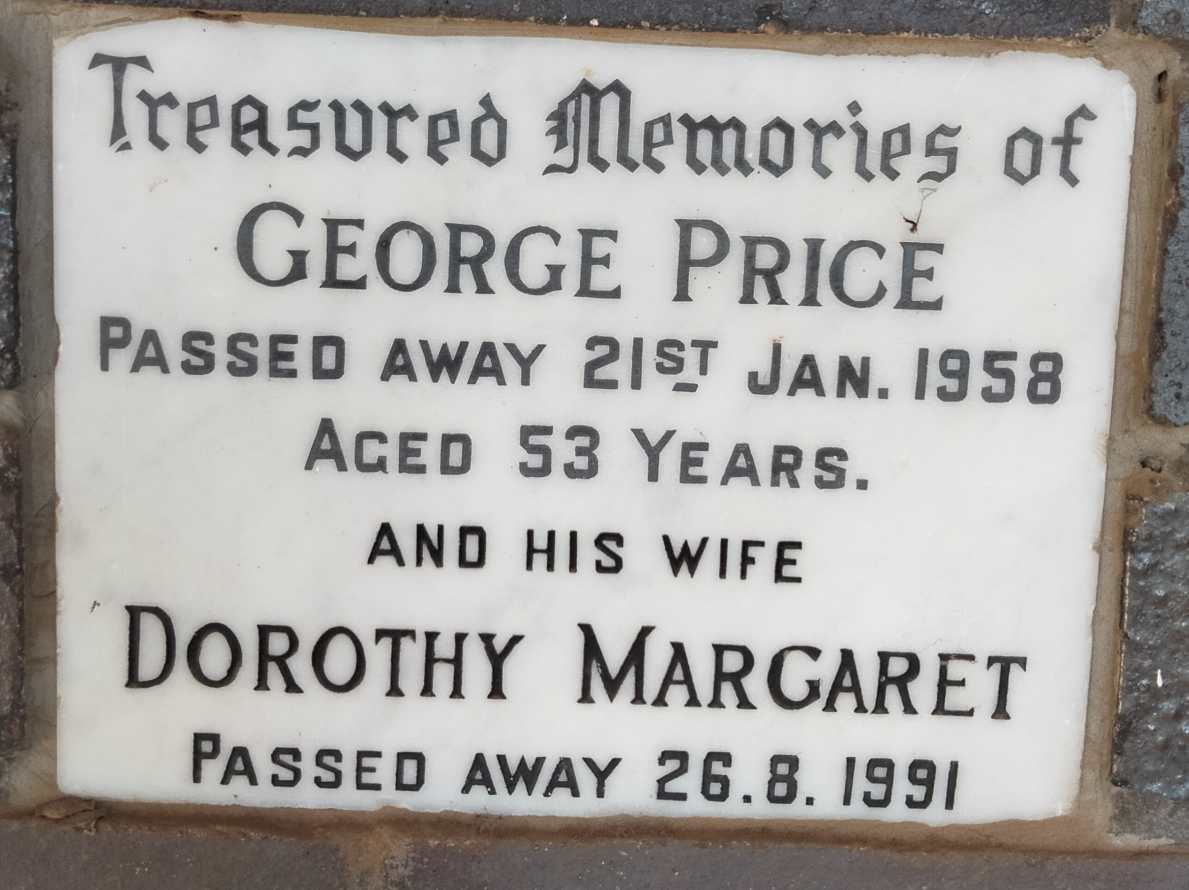 Treasured Memories of
GEORGE PRICE
PASSED AWAY 21ST JAN. 1958
AGED 53 YEARS.
AND HIS WIFE
DOROTHY MARGARET
PASSED AWAY 26.8.1991